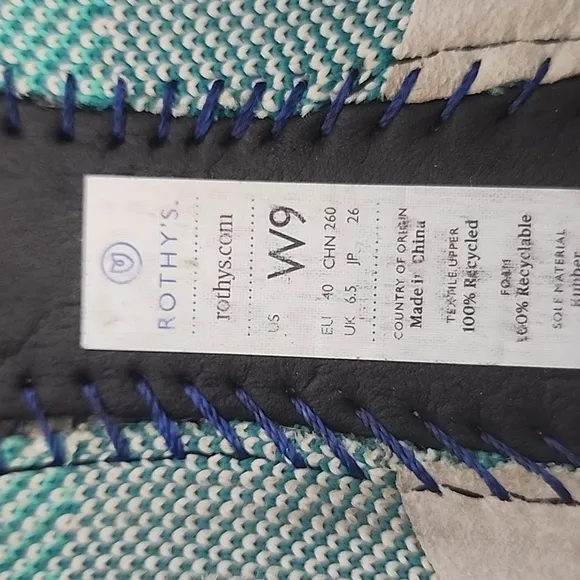 ROTHY'S.
rothys.com
US W9
EU 40 CHN 260
UK 6.5 JP 26
COUNTRY OF ORIGIN
Made in China
TEXTILE UPPER
100% Recycled
FOAM
100% Recyclable
SOLE MATERIAL
Rubber